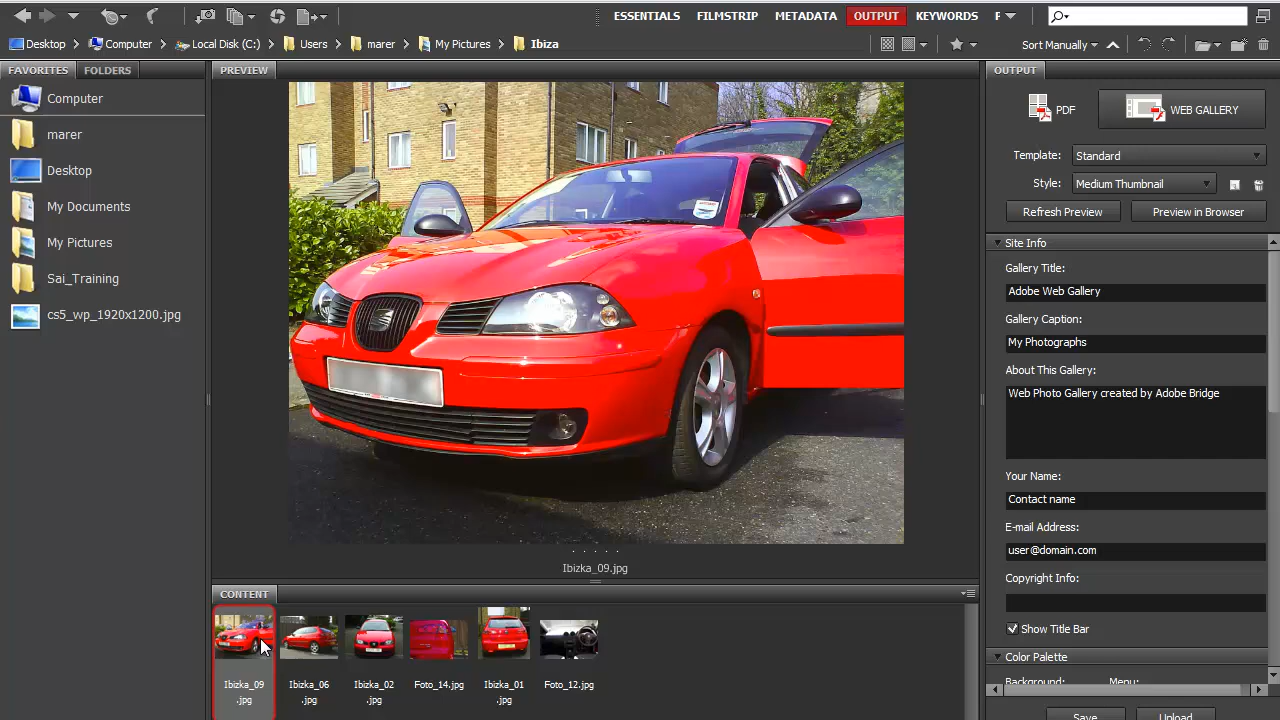 ESSENTIALS FILMSTRIP METADATA OUTPUT KEYWORDS
Desktop Computer Local Disk (C:) Users marer My Pictures Ibiza Sort Manually
FAVORITES FOLDERS
Computer
marer
Desktop
My Documents
My Pictures
Sai_Training
cs5_wp_1920x1200.jpg
PREVIEW
Ibizka_09.jpg
CONTENT
Ibizka_09
.jpg
Ibizka_06
.jpg
Ibizka_02
.jpg
Foto_14.jpg
Ibizka_01
.jpg
Foto_12.jpg
OUTPUT
PDF WEB GALLERY
Template: Standard
Style: Medium Thumbnail
Refresh Preview Preview in Browser
Site Info
Gallery Title:
Adobe Web Gallery
Gallery Caption:
My Photographs
About This Gallery:
Web Photo Gallery created by Adobe Bridge
Your Name:
Contact name
E-mail Address:
user@domain.com
Copyright Info:
Show Title Bar
Color Palette
Background: Menu:
Save Upload